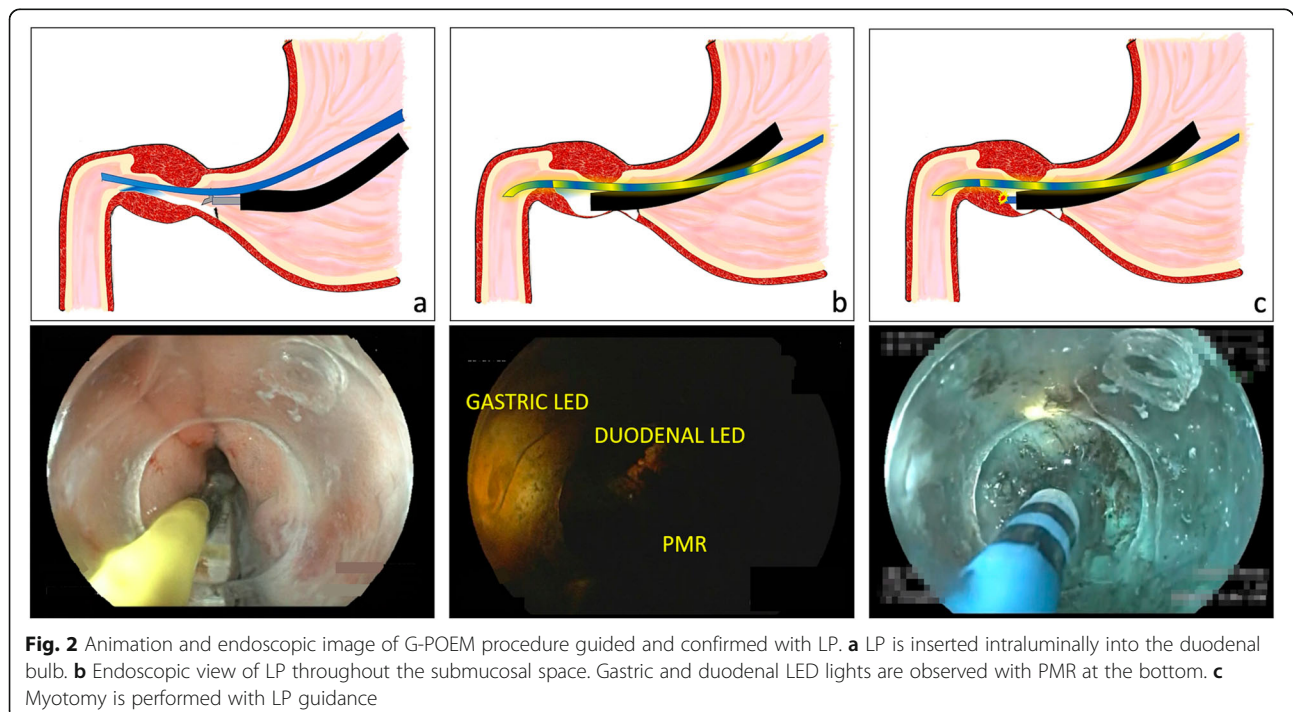 a
b
c
GASTRIC LED
DUODENAL LED
PMR
Fig. 2 Animation and endoscopic image of G-POEM procedure guided and confirmed with LP. a LP is inserted intraluminally into the duodenal
bulb. b Endoscopic view of LP throughout the submucosal space. Gastric and duodenal LED lights are observed with PMR at the bottom. c
Myotomy is performed with LP guidance